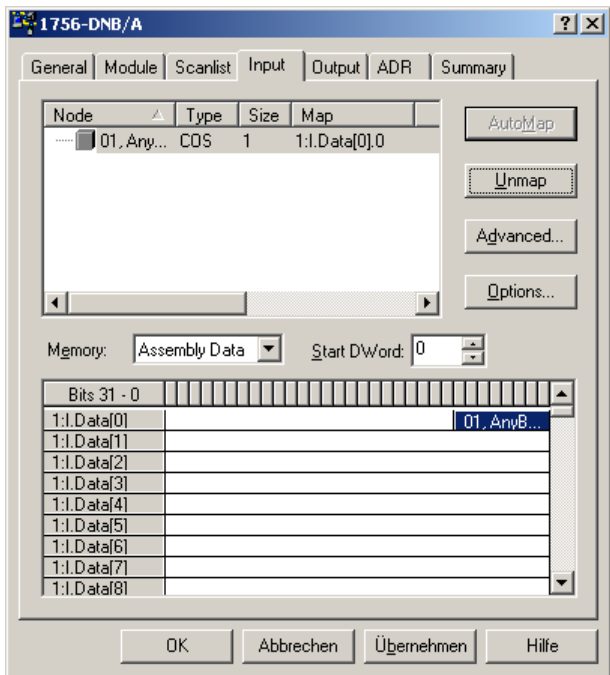 1756-DNB/A
General Module Scanlist Input Output ADR Summary
Node Type Size Map
01, Any... COS 1 1:I.Data[0].0
AutoMap
Unmap
Advanced...
Options...
Memory: Assembly Data Start DWord: 0
Bits 31 - 0
1:I.Data[0] 01, AnyB...
1:I.Data[1]
1:I.Data[2]
1:I.Data[3]
1:I.Data[4]
1:I.Data[5]
1:I.Data[6]
1:I.Data[7]
1:I.Data[8]
OK Abbrechen Übernehmen Hilfe